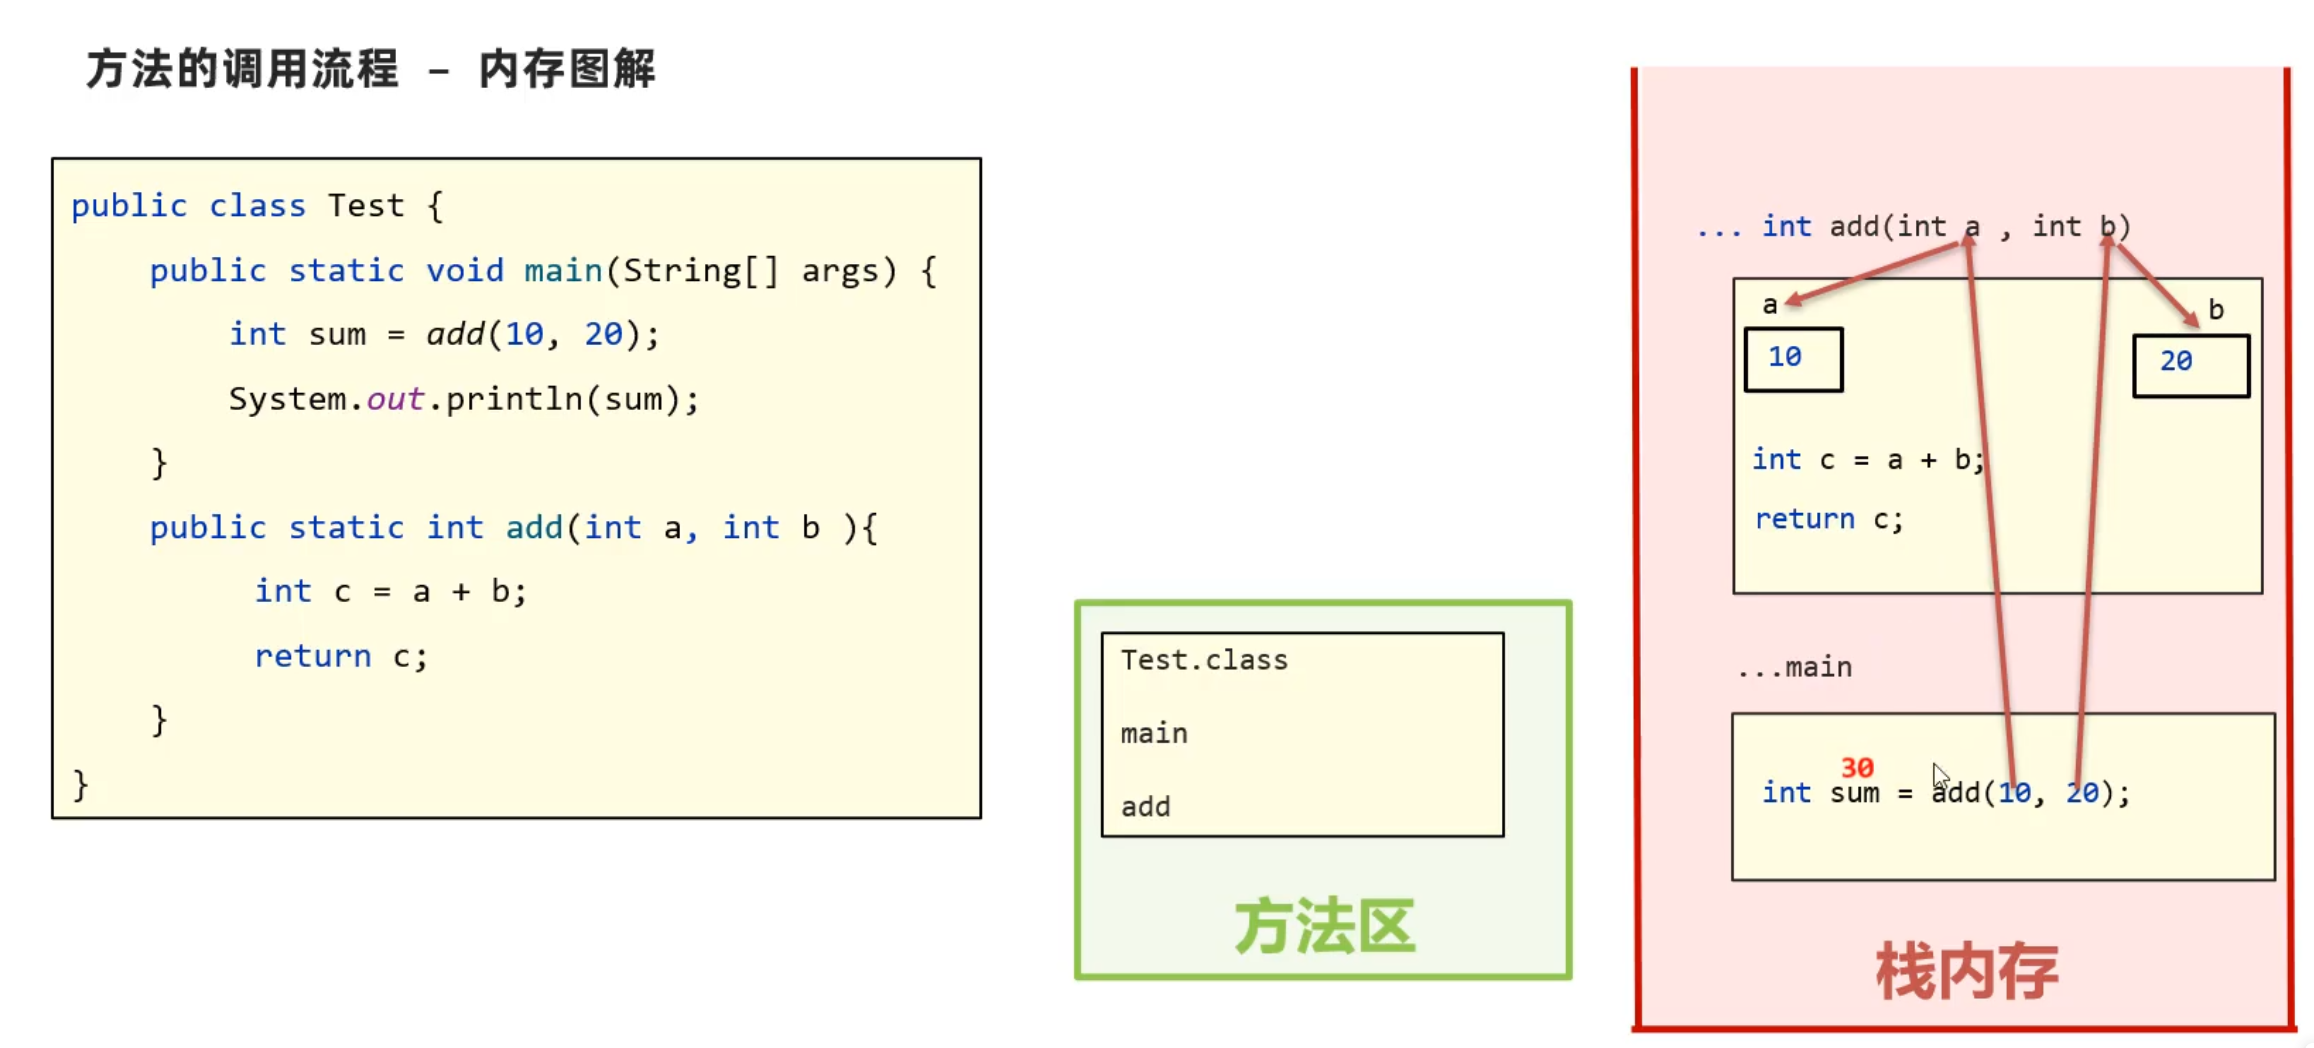 方法的调用流程 – 内存图解
public class Test {
public static void main(String[] args) {
int sum = add(10, 20);
System.out.println(sum);
}
public static int add(int a, int b ){
int c = a + b;
return c;
}
}
Test.class
main
add
方法区
... int add(int a , int b)
a
b
10
20
int c = a + b;
return c;
...main
30
int sum = add(10, 20);
栈内存